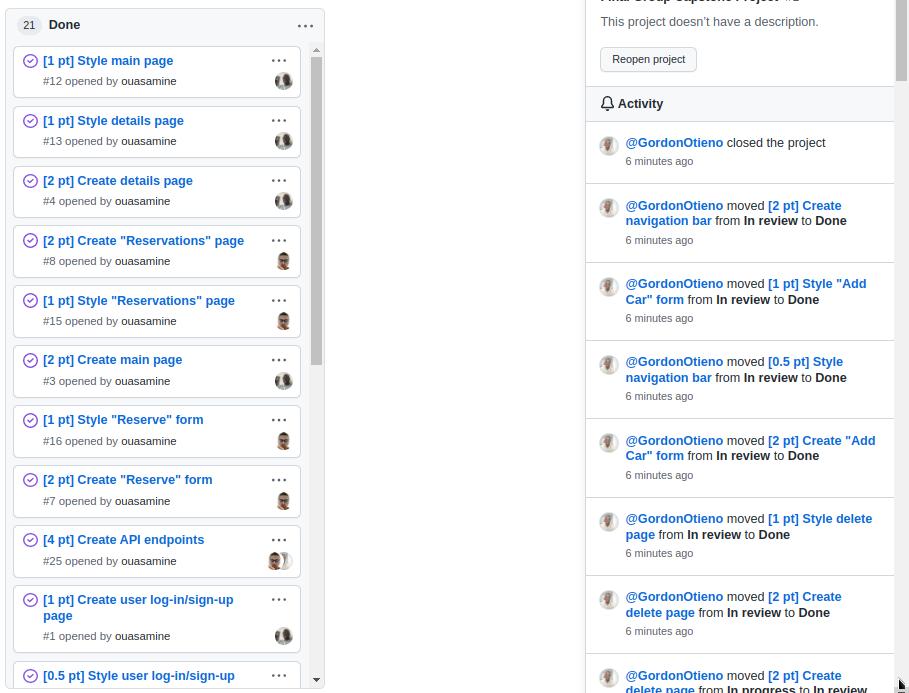 21 Done
[1 pt] Style main page
#12 opened by ouasamine
[1 pt] Style details page
#13 opened by ouasamine
[2 pt] Create details page
#4 opened by ouasamine
[2 pt] Create "Reservations" page
#8 opened by ouasamine
[1 pt] Style "Reservations" page
#15 opened by ouasamine
[2 pt] Create main page
#3 opened by ouasamine
[1 pt] Style "Reserve" form
#16 opened by ouasamine
[2 pt] Create "Reserve" form
#7 opened by ouasamine
[4 pt] Create API endpoints
#25 opened by ouasamine
[1 pt] Create user log-in/sign-up
page
#1 opened by ouasamine
[0.5 pt] Style user log-in/sign-up
Final Group Capstone Project
This project doesn't have a description.
Reopen project
Activity
@GordonOtieno closed the project
6 minutes ago
@GordonOtieno moved [2 pt] Create
navigation bar from In review to Done
6 minutes ago
@GordonOtieno moved [1 pt] Style "Add
Car" form from In review to Done
6 minutes ago
@GordonOtieno moved [0.5 pt] Style
navigation bar from In review to Done
6 minutes ago
@GordonOtieno moved [2 pt] Create "Add
Car" form from In review to Done
6 minutes ago
@GordonOtieno moved [1 pt] Style delete
page from In review to Done
6 minutes ago
@GordonOtieno moved [2 pt] Create
delete page from In review to Done
6 minutes ago
@GordonOtieno moved [2 pt] Create
delete page from In progress to In review